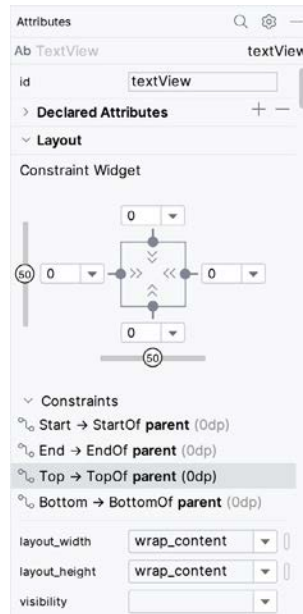 Attributes
Ab TextView textView
id textView
Declared Attributes
Layout
Constraint Widget
0
50 0 0
0
50
Constraints
Start → StartOf parent (0dp)
End → EndOf parent (0dp)
Top → TopOf parent (0dp)
Bottom → BottomOf parent (0dp)
layout_width wrap_content
layout_height wrap_content
visibility